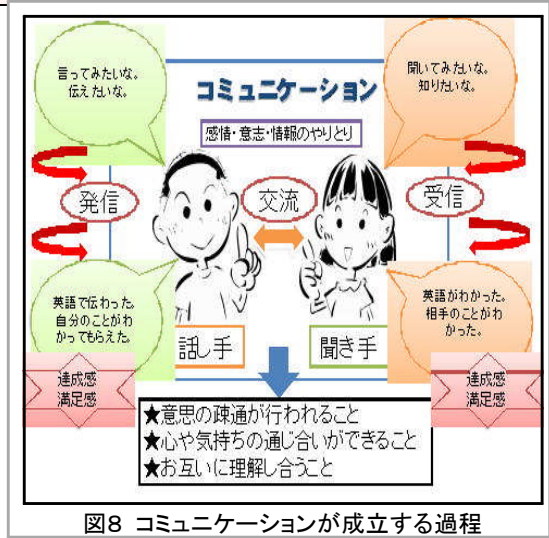 言ってみたいな。
伝えたいな。
コミュニケーション
聞いてみたいな。
知りたいな。
感情・意志・情報のやりとり
発信
交流
受信
英語で伝わった。
自分のことがわ
かってもらえた。
英語がわかった。
相手のことがわ
かった。
話し手
聞き手
達成感
満足感
達成感
満足感
★意思の疎通が行われること
★心や気持ちの通じ合いができること
★お互いに理解し合うこと
図8 コミュニケーションが成立する過程